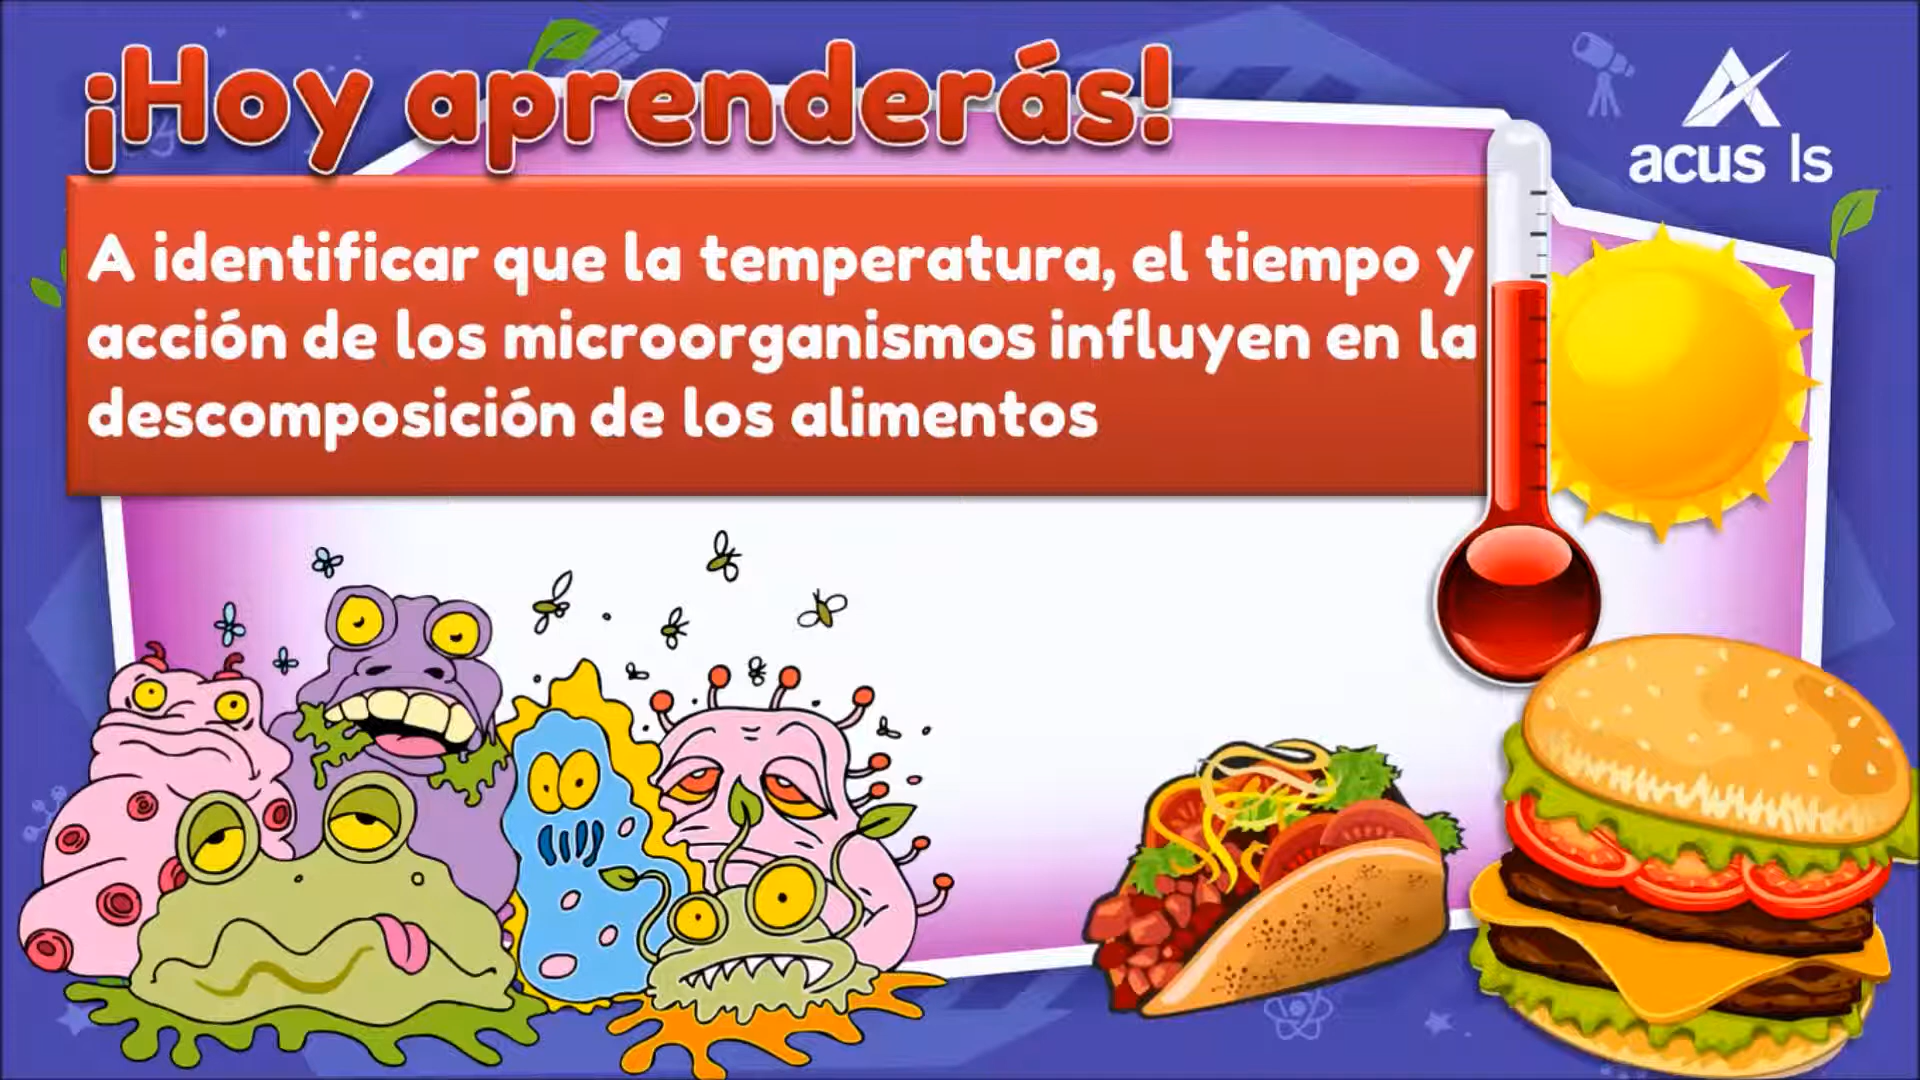 ¡Hoy aprenderás!
acus ls
A identificar que la temperatura, el tiempo y
acción de los microorganismos influyen en la
descomposición de los alimentos